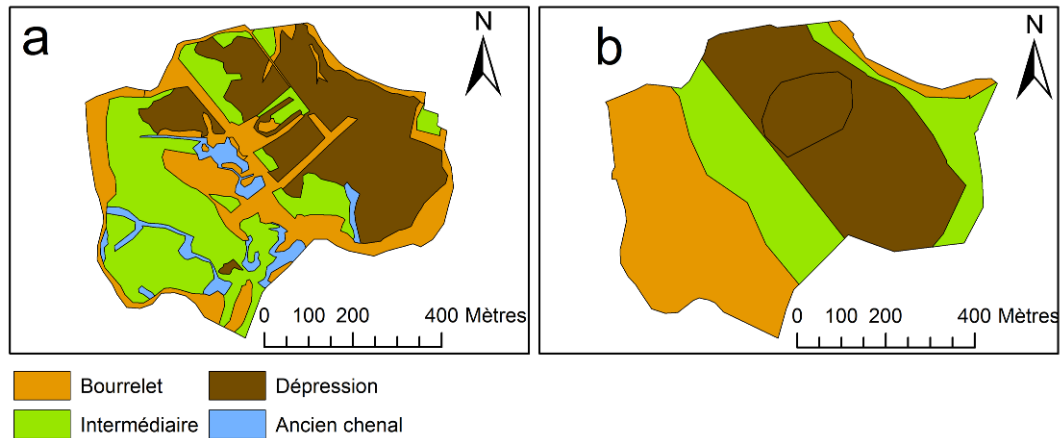 a
N
0 100 200 400 Mètres
b
N
0 100 200 400 Mètres
Bourrelet
Dépression
Intermédiaire
Ancien chenal